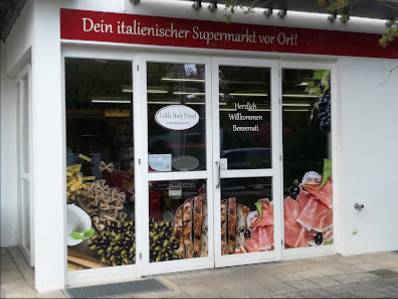 Dein italienischer Supermarkt vor Ort!
Little Italy Food
Herzlich
Willkommen
Benvenuti